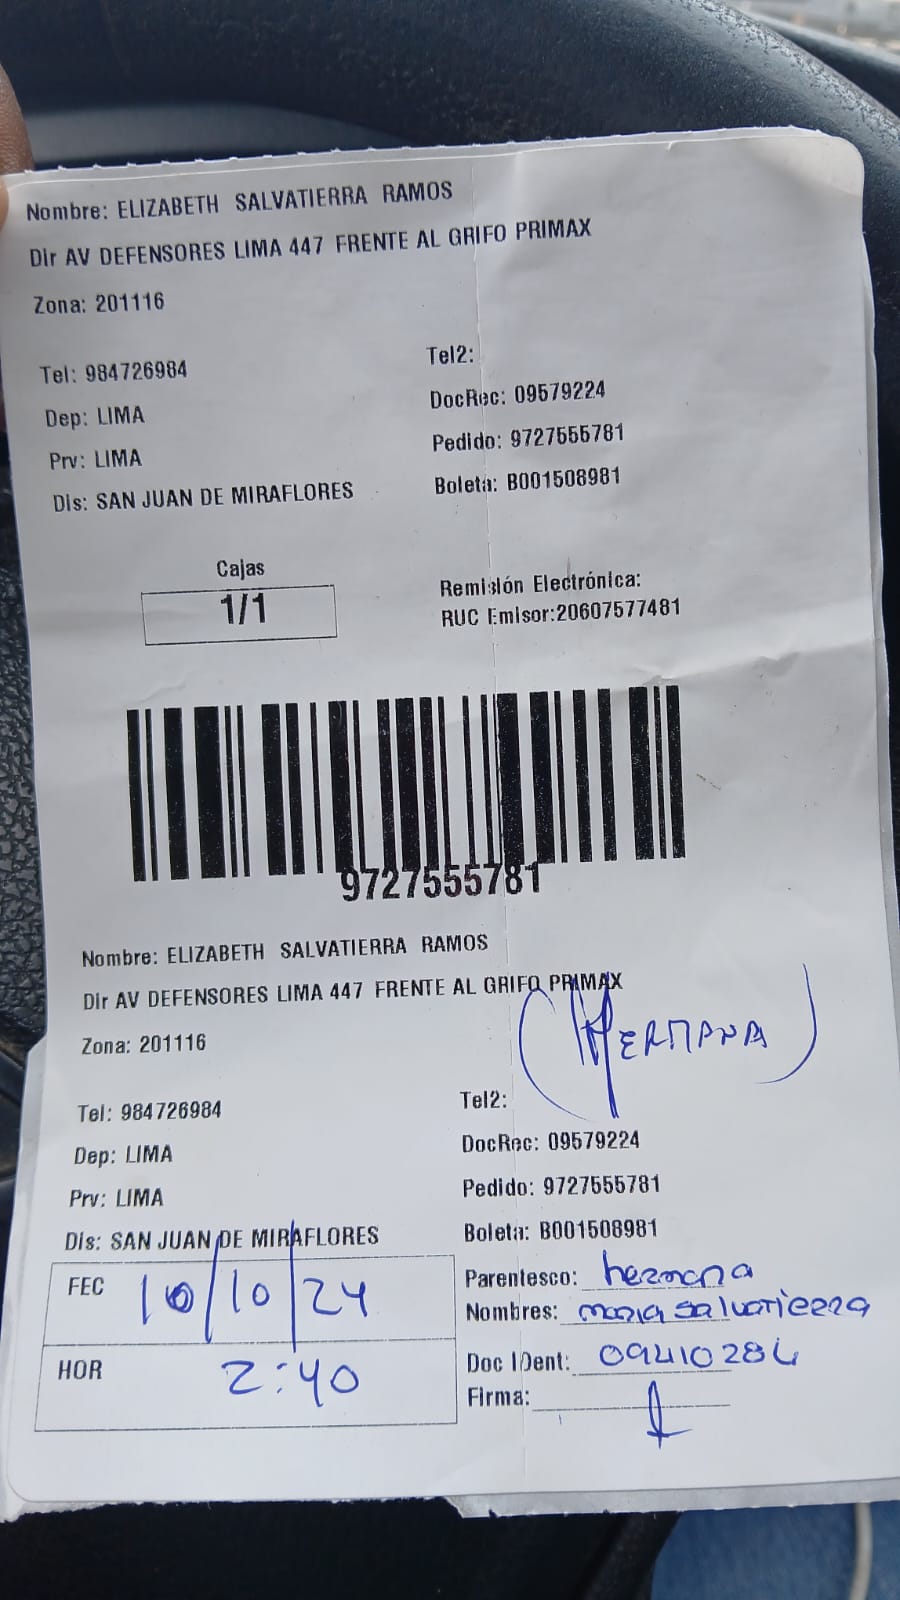 Nombre: ELIZABETH SALVATIERRA RAMOS
Dir AV DEFENSORES LIMA 447 FRENTE AL GRIFO PRIMAX
Zona: 201116
Tel: 984726984
Tel2:
Dep: LIMA
DocRec: 09579224
Prv: LIMA
Pedido: 9727555781
Dis: SAN JUAN DE MIRAFLORES
Boleta: B001508981
Cajas
1/1
Remisión Electrónica:
RUC Emisor:20607577481
9727555781
Nombre: ELIZABETH SALVATIERRA RAMOS
Dir AV DEFENSORES LIMA 447 FRENTE AL GRIFO PRIMAX
(HERMANA)
Zona: 201116
Tel: 984726984
Tel2:
Dep: LIMA
DocRec: 09579224
Prv: LIMA
Pedido: 9727555781
Dis: SAN JUAN DE MIRAFLORES
Boleta: B001508981
FEC 10/10/24
Parentesco: hermana
Nombres: maria salvatierra
HOR 2:40
Doc IDent:
Firma: